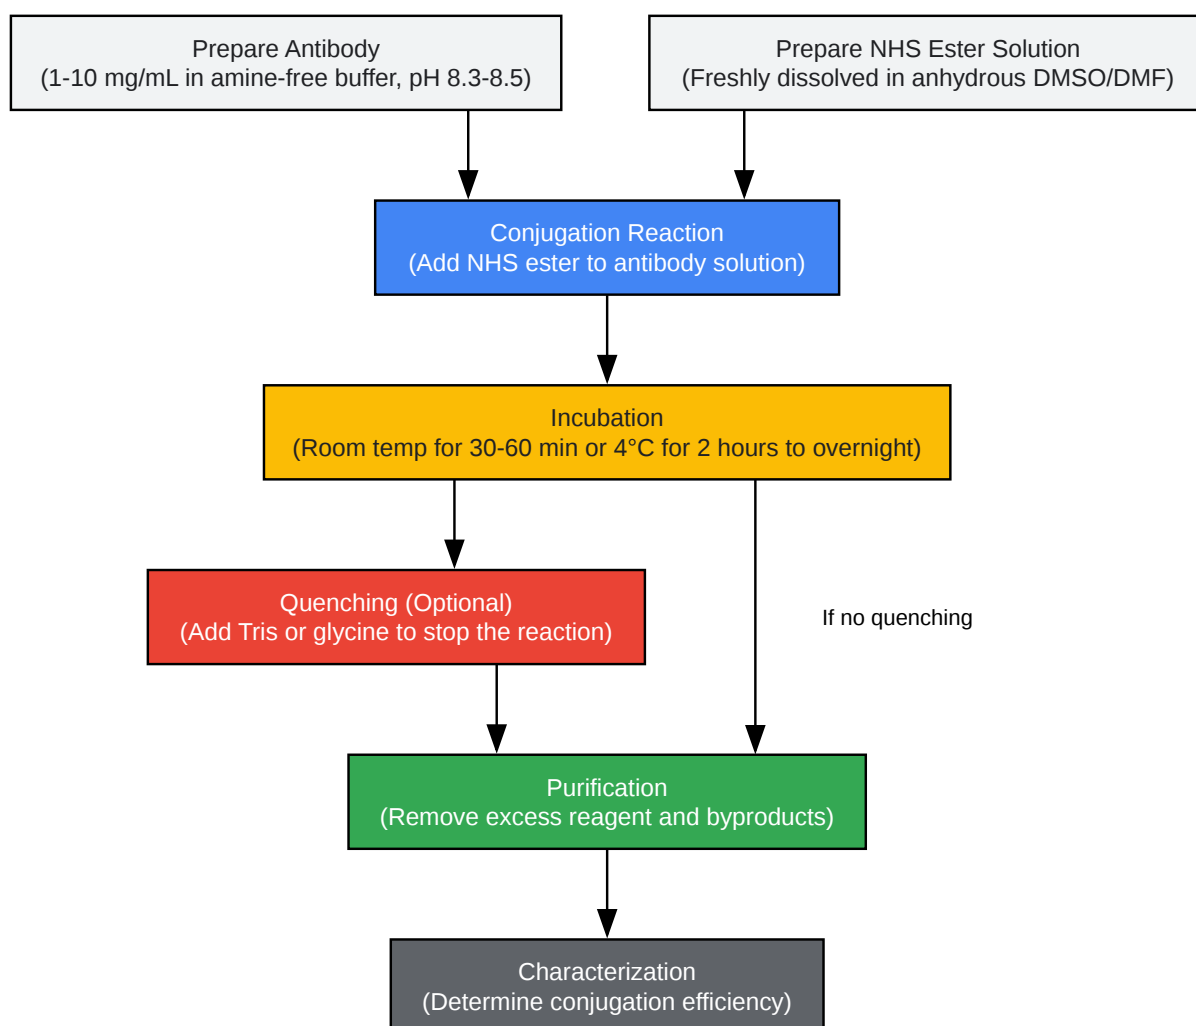 Prepare Antibody
(1-10 mg/mL in amine-free buffer, pH 8.3-8.5)
Prepare NHS Ester Solution
(Freshly dissolved in anhydrous DMSO/DMF)
Conjugation Reaction
(Add NHS ester to antibody solution)
Incubation
(Room temp for 30-60 min or 4°C for 2 hours to overnight)
Quenching (Optional)
(Add Tris or glycine to stop the reaction)
If no quenching
Purification
(Remove excess reagent and byproducts)
Characterization
(Determine conjugation efficiency)